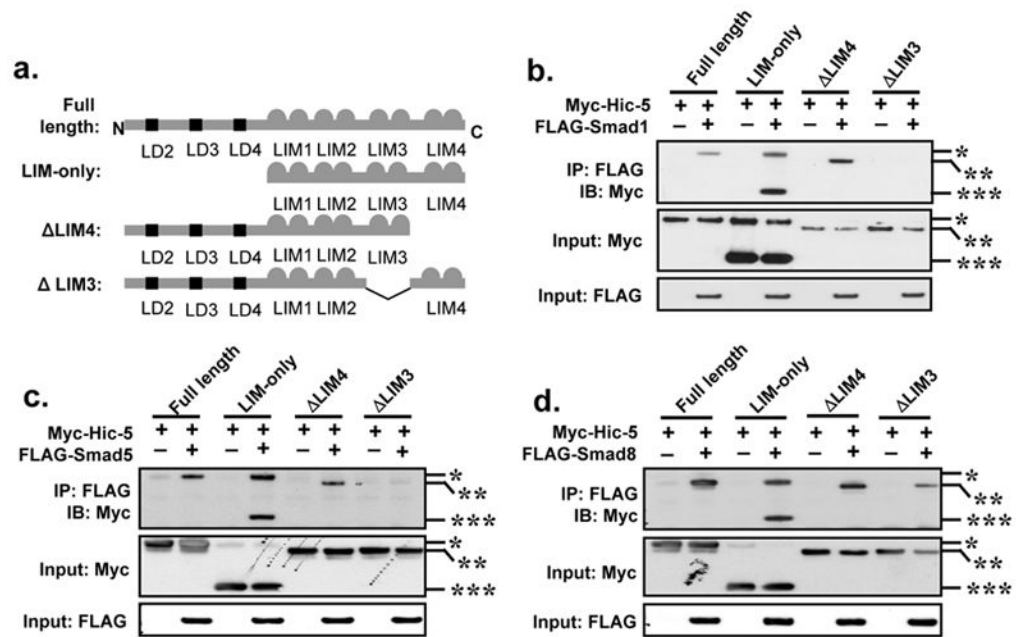 a.
Full length:
N
C
LD2 LD3 LD4 LIM1 LIM2 LIM3 LIM4
LIM-only:
LIM1 LIM2 LIM3 LIM4
ΔLIM4:
LD2 LD3 LD4 LIM1 LIM2 LIM3
Δ LIM3:
LD2 LD3 LD4 LIM1 LIM2 LIM4
b.
Full length LIM-only ΔLIM4 ΔLIM3
Myc-Hic-5 + + + + + + + +
FLAG-Smad1 – + – + – + – +
IP: FLAG *
IB: Myc **
***
Input: Myc *
**
***
Input: FLAG
c.
Full length LIM-only ΔLIM4 ΔLIM3
Myc-Hic-5 + + + + + + + +
FLAG-Smad5 – + – + – + – +
IP: FLAG *
IB: Myc **
***
Input: Myc *
**
***
Input: FLAG
d.
Full length LIM-only ΔLIM4 ΔLIM3
Myc-Hic-5 + + + + + + + +
FLAG-Smad8 – + – + – + – +
IP: FLAG *
IB: Myc **
***
Input: Myc *
**
***
Input: FLAG